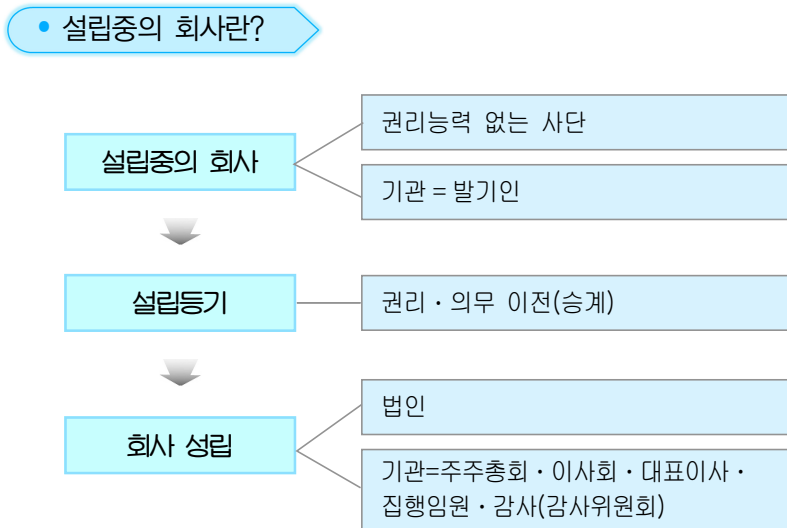 • 설립중의 회사란?
권리능력 없는 사단
설립중의 회사
기관 = 발기인
설립등기
권리・의무 이전(승계)
법인
회사 성립
기관=주주총회・이사회・대표이사・
집행임원・감사(감사위원회)